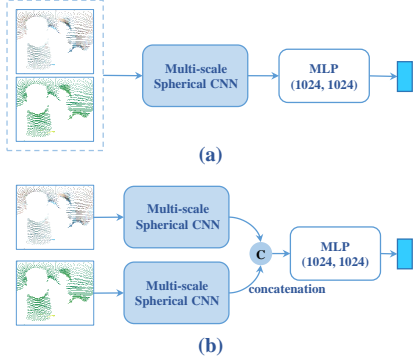 Multi-scale
Spherical CNN
MLP
(1024, 1024)
(a)
Multi-scale
Spherical CNN
Multi-scale
Spherical CNN
C
concatenation
MLP
(1024, 1024)
(b)